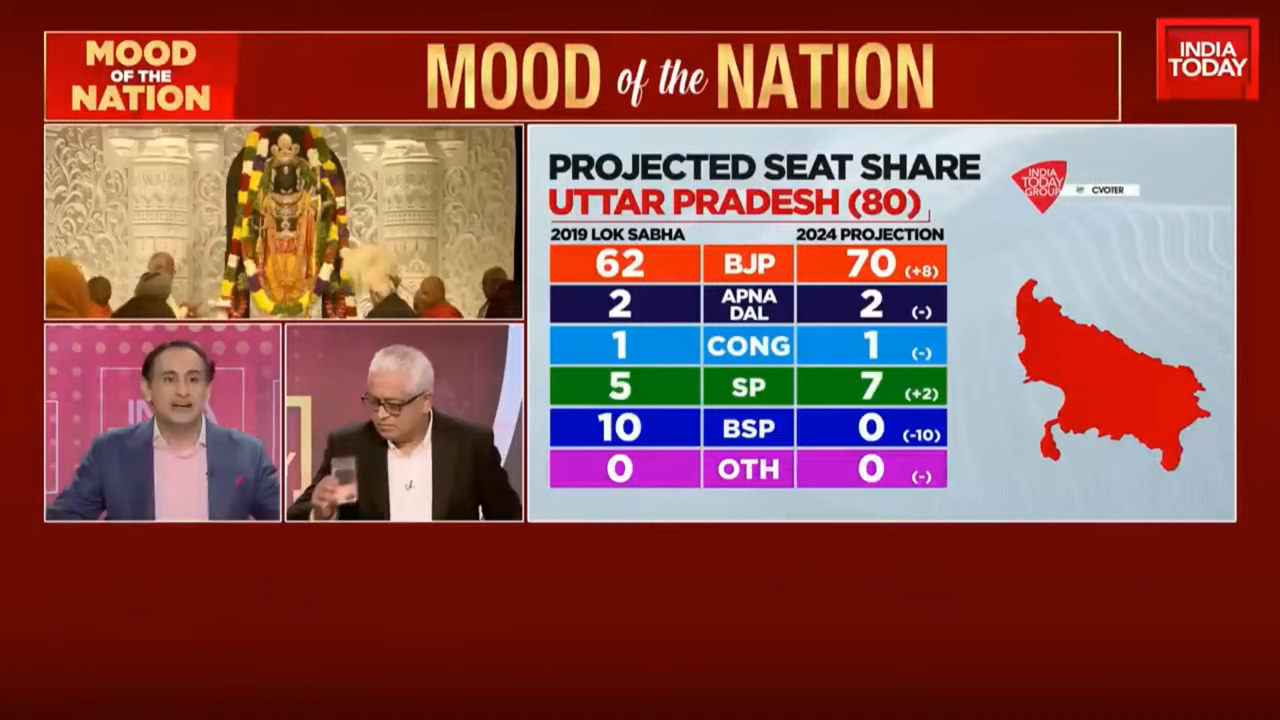 MOOD
OF THE
NATION
MOOD of the NATION
INDIA
TODAY
PROJECTED SEAT SHARE
UTTAR PRADESH (80)
INDIA
TODAY
GROUP
CVOTER
2019 LOK SABHA 2024 PROJECTION
62 BJP 70 (+8)
2 APNA DAL 2 (-)
1 CONG 1 (-)
5 SP 7 (+2)
10 BSP 0 (-10)
0 OTH 0 (-)